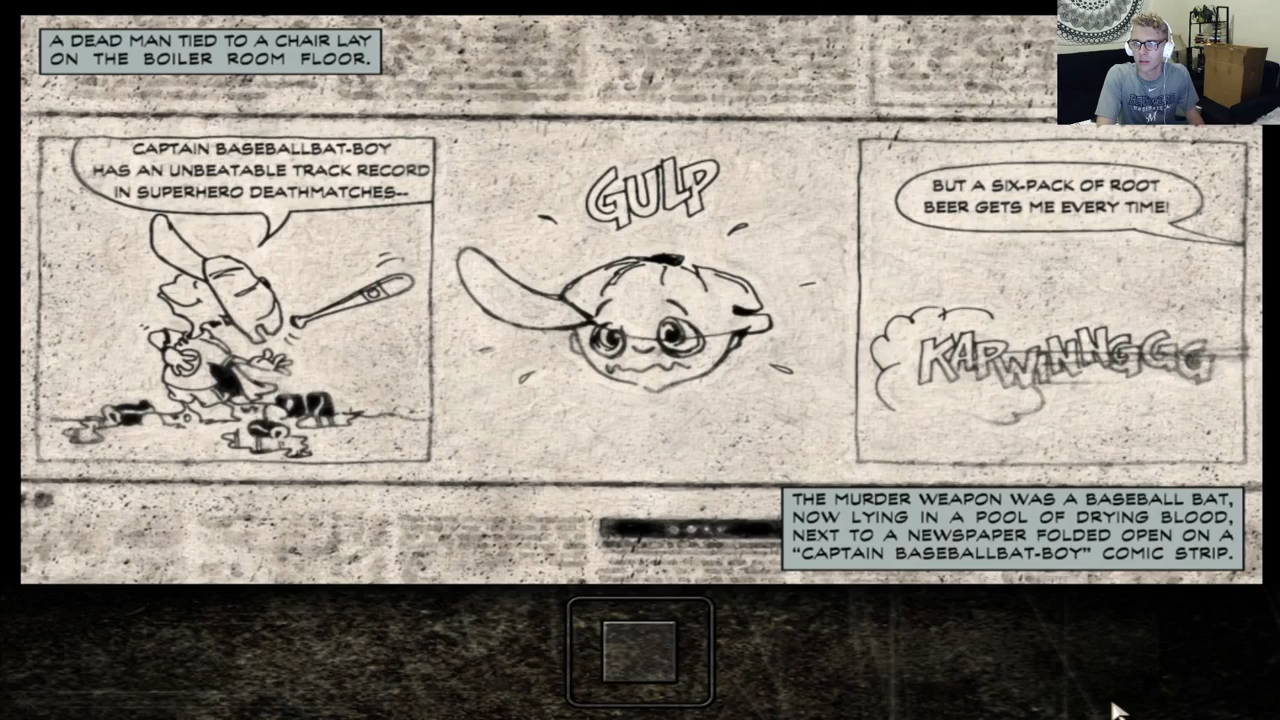 A DEAD MAN TIED TO A CHAIR LAY
ON THE BOILER ROOM FLOOR.
CAPTAIN BASEBALLBAT-BOY
HAS AN UNBEATABLE TRACK RECORD
IN SUPERHERO DEATHMATCHES--
GULP
BUT A SIX-PACK OF ROOT
BEER GETS ME EVERY TIME!
KARWINNGGG
THE MURDER WEAPON WAS A BASEBALL BAT,
NOW LYING IN A POOL OF DRYING BLOOD,
NEXT TO A NEWSPAPER FOLDED OPEN ON A
“CAPTAIN BASEBALLBAT-BOY” COMIC STRIP.